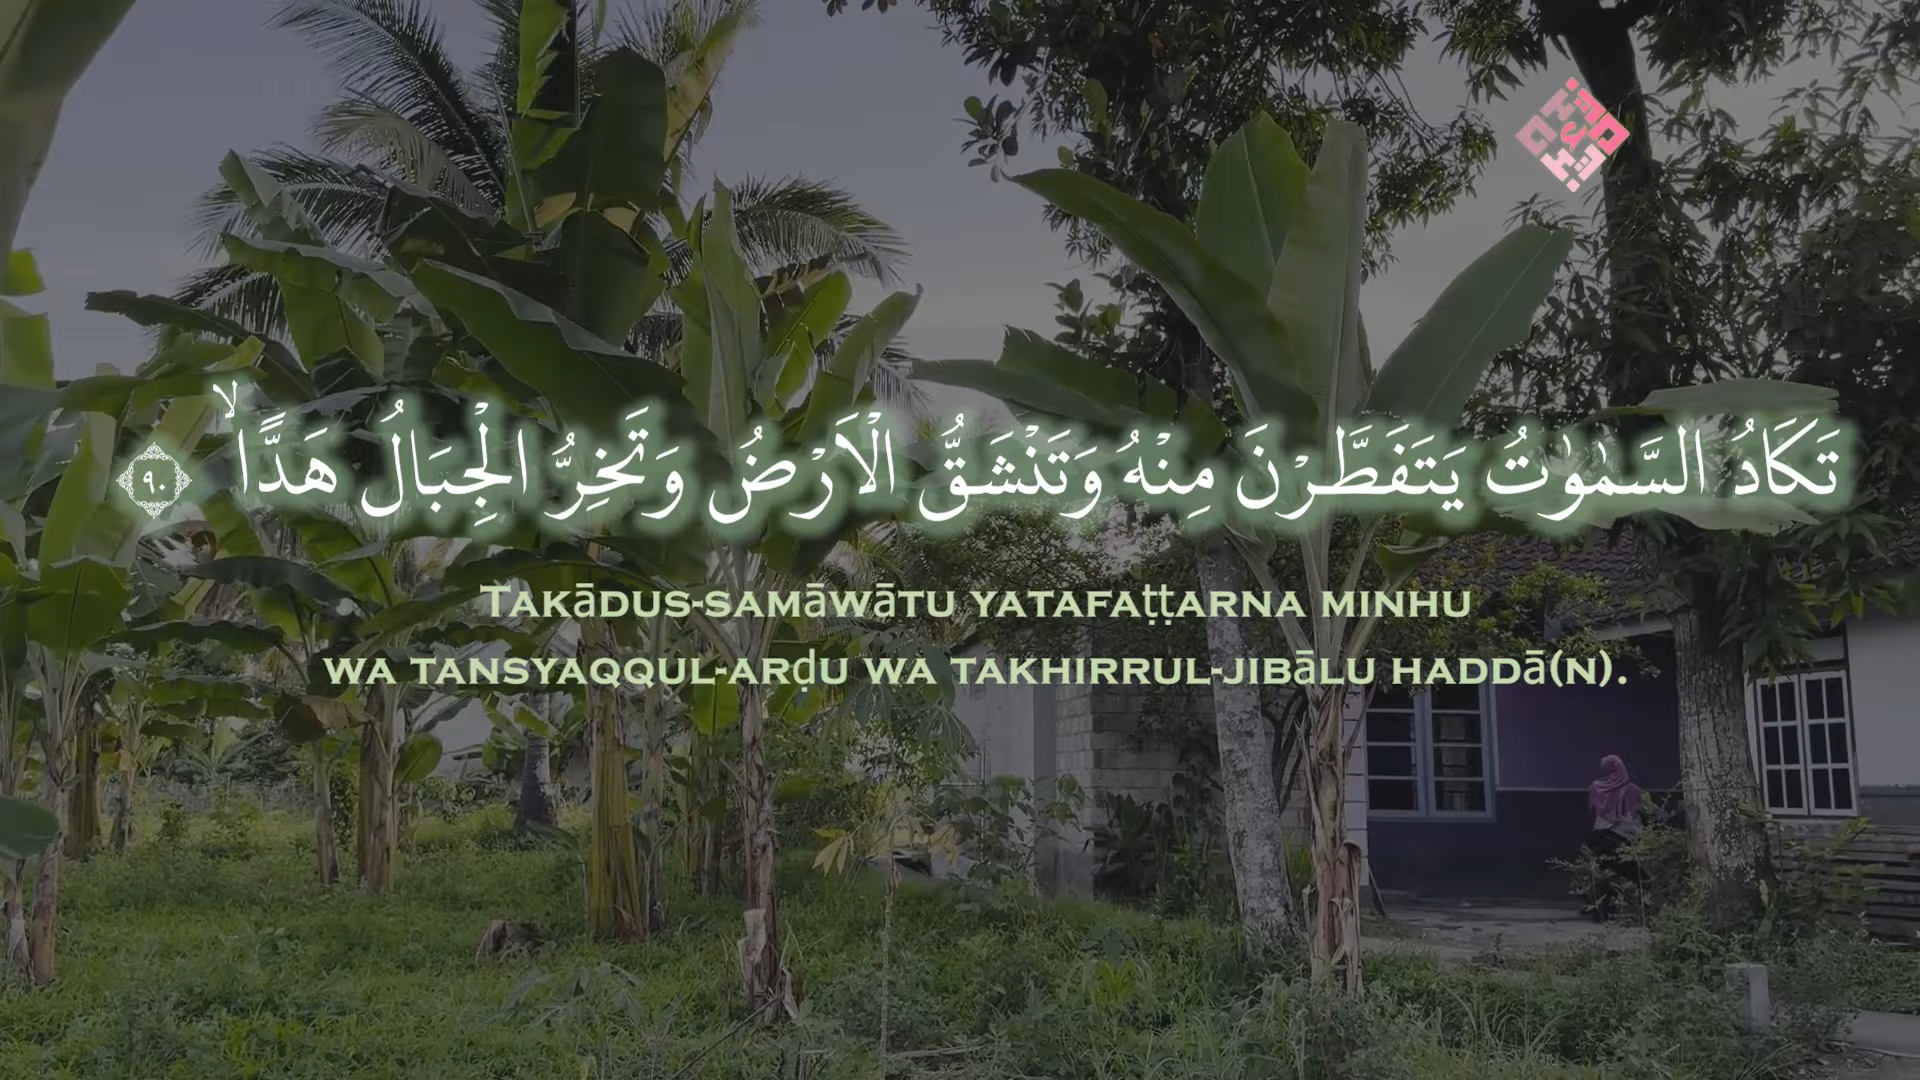 تَكَادُ السَّمٰوٰتُ يَتَفَطَّرْنَ مِنْهُ وَتَنْشَقُّ الْاَرْضُ وَتَخِرُّ الْجِبَالُ هَدًّاۙ ٩٠
Takādus-samāwātu yatafaṭṭarna minhu
wa tansyaqqul-arḍu wa takhirrul-jibālu haddā(n).